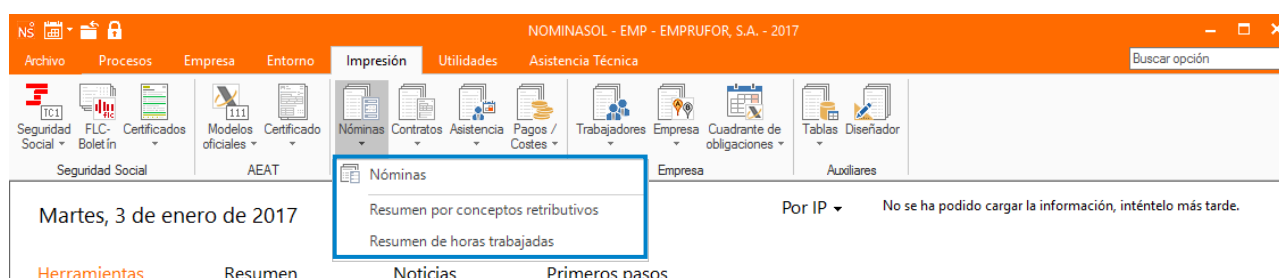 NS
NOMINASOL - EMP - EMPRUFOR, S.A. - 2017
Archivo Procesos Empresa Entorno Impresión Utilidades Asistencia Técnica Buscar opción
TC1 flc 111
Seguridad Social FLC- Boletín Certificados Modelos oficiales Certificado Nóminas Contratos Asistencia Pagos / Costes Trabajadores Empresa Cuadrante de obligaciones Tablas Diseñador
Seguridad Social AEAT Empresa Auxiliares
Nóminas
Resumen por conceptos retributivos
Resumen de horas trabajadas
Martes, 3 de enero de 2017
Por IP No se ha podido cargar la información, inténtelo más tarde.
Herramientas Resumen Noticias Primeros pasos